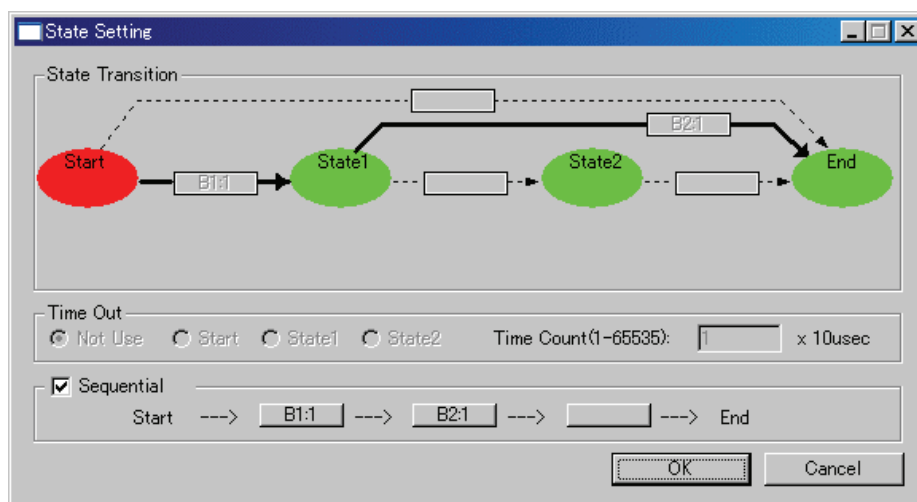 State Setting
State Transition
B2:1
Start
State1
State2
End
B1:1
Time Out
Not Use Start State1 State2 Time Count(1-65535): 1 x 10usec
Sequential
Start ---> B1:1 ---> B2:1 ---> ---> End
OK Cancel